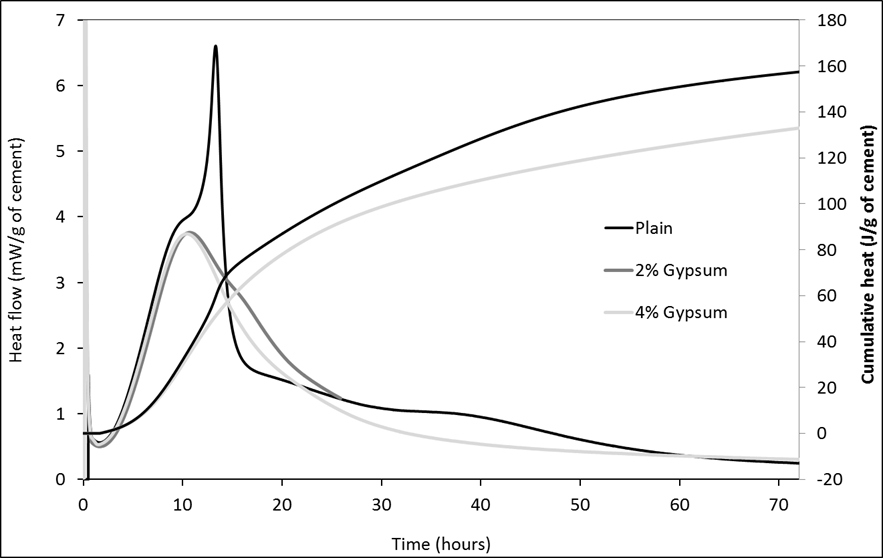 7
6
5
4
3
2
1
0
Heat flow (mW/g of cement)
180
160
140
120
100
80
60
40
20
0
-20
Cumulative heat (J/g of cement)
Plain
2% Gypsum
4% Gypsum
0 10 20 30 40 50 60 70
Time (hours)